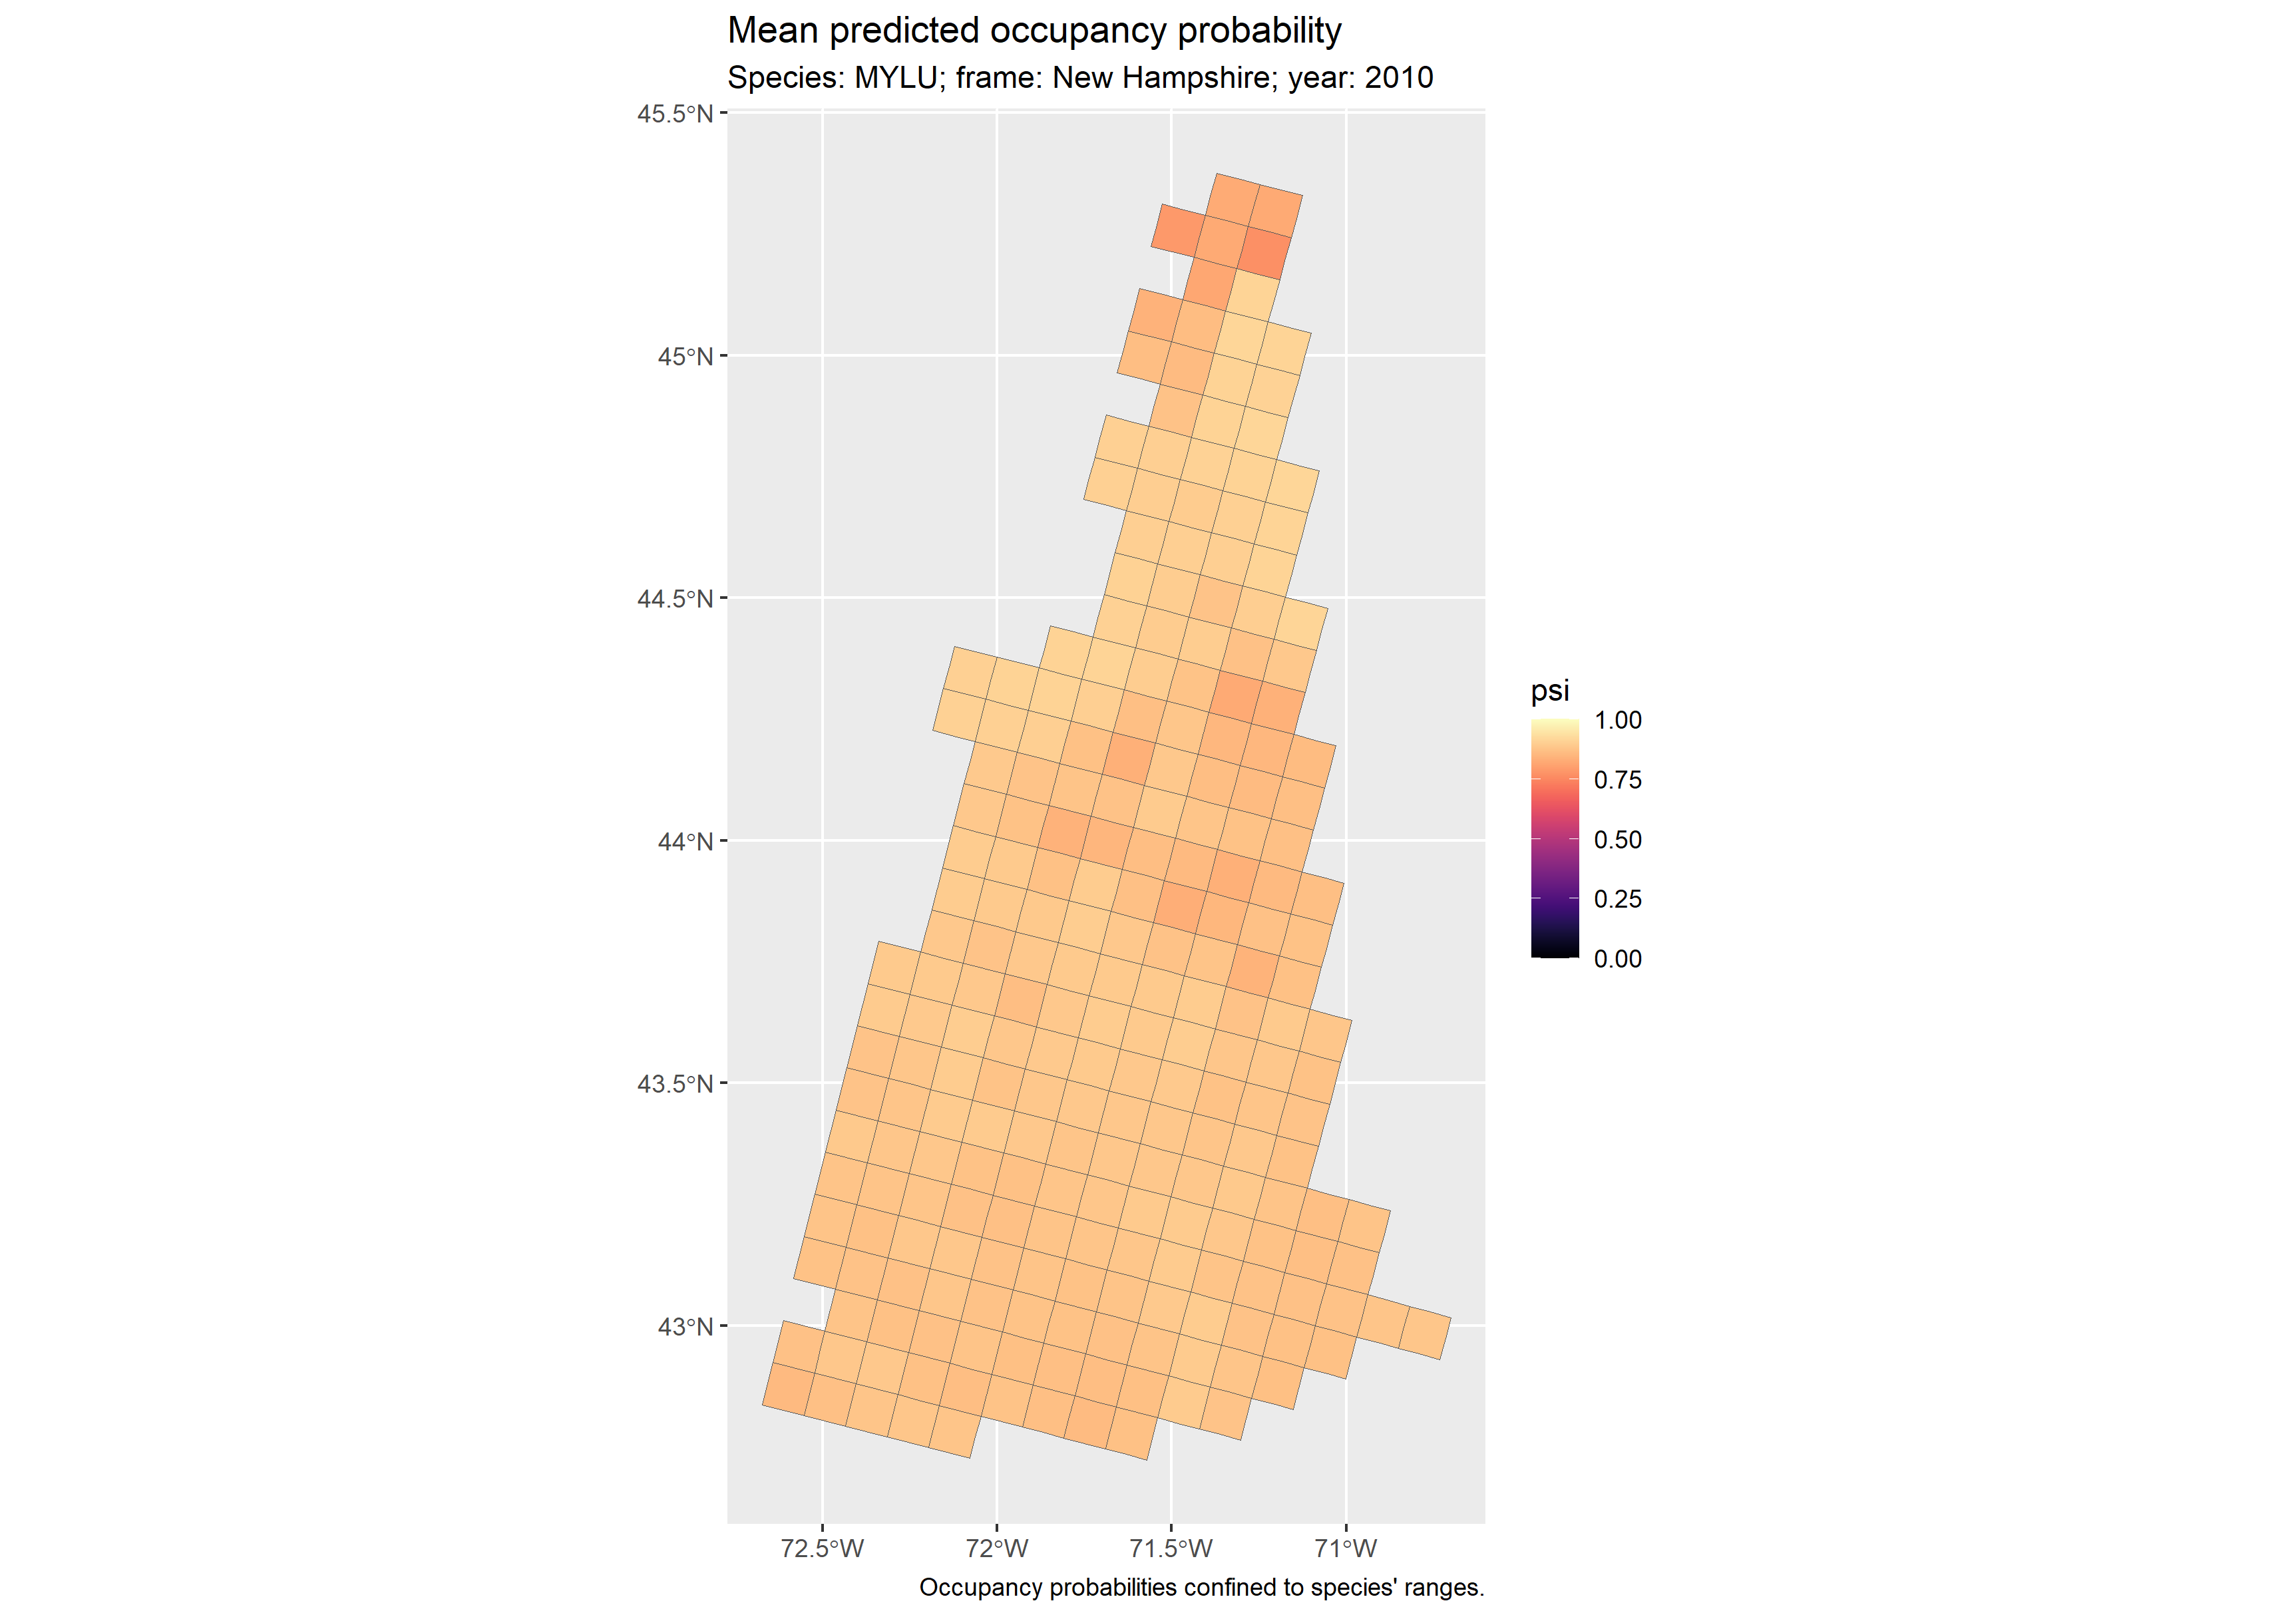 Mean predicted occupancy probability
Species: MYLU; frame: New Hampshire; year: 2010
45.5°N
45°N
44.5°N
44°N
43.5°N
43°N
72.5°W
72°W
71.5°W
71°W
psi
1.00
0.75
0.50
0.25
0.00
Occupancy probabilities confined to species' ranges.